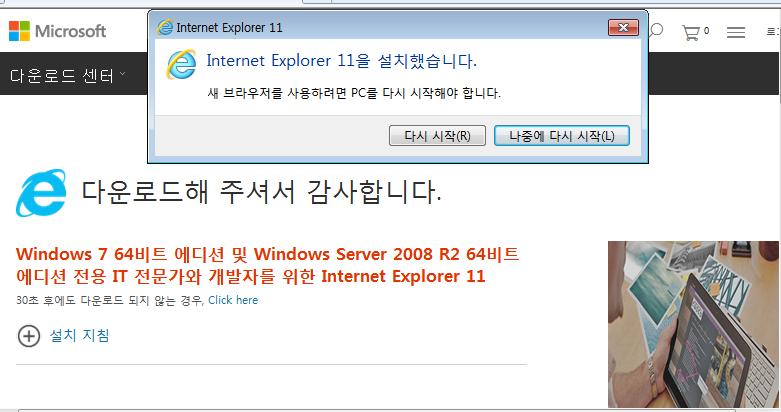 Internet Explorer 11
Internet Explorer 11을 설치했습니다.
새 브라우저를 사용하려면 PC를 다시 시작해야 합니다.
다시 시작(R)
나중에 다시 시작(L)
Microsoft
0
다운로드 센터
다운로드해 주셔서 감사합니다.
Windows 7 64비트 에디션 및 Windows Server 2008 R2 64비트
에디션 전용 IT 전문가와 개발자를 위한 Internet Explorer 11
30초 후에도 다운로드 되지 않는 경우, Click here
설치 지침